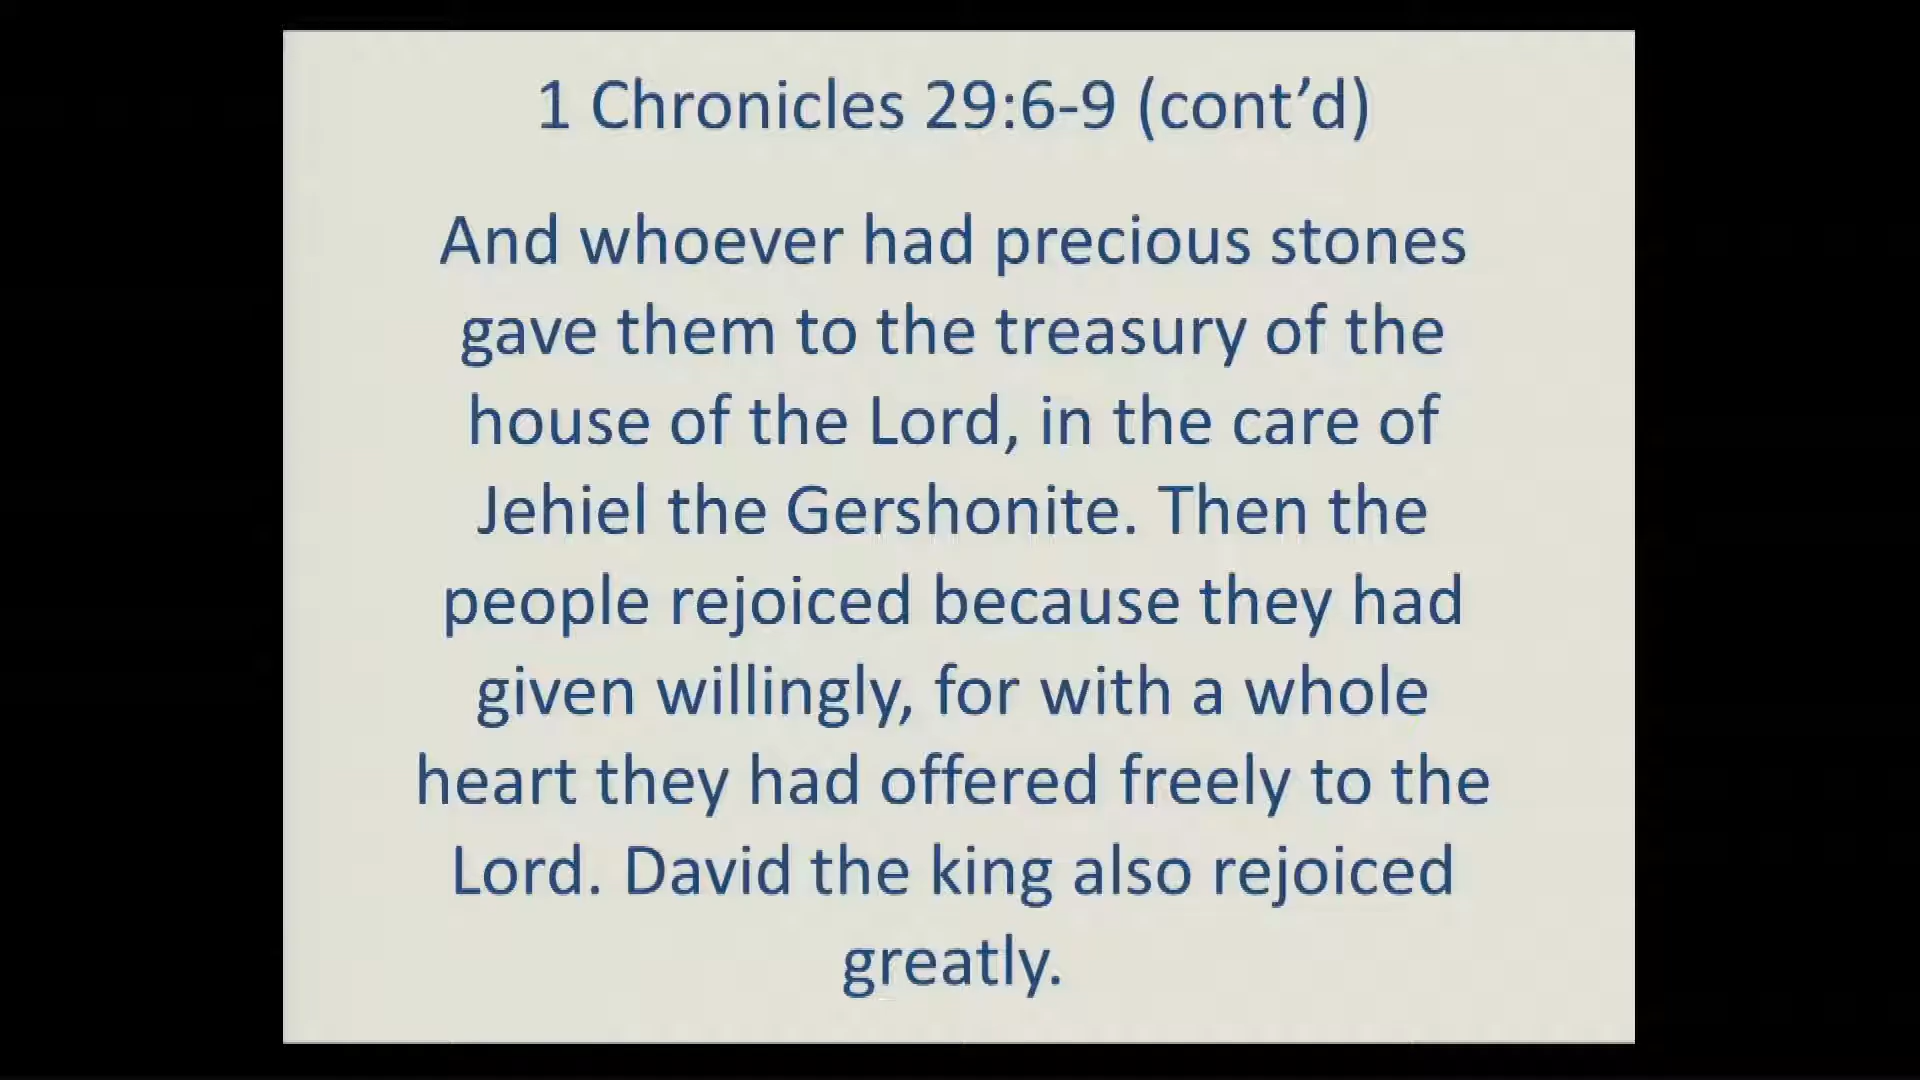 1 Chronicles 29:6-9 (cont’d)
And whoever had precious stones
gave them to the treasury of the
house of the Lord, in the care of
Jehiel the Gershonite. Then the
people rejoiced because they had
given willingly, for with a whole
heart they had offered freely to the
Lord. David the king also rejoiced
greatly.